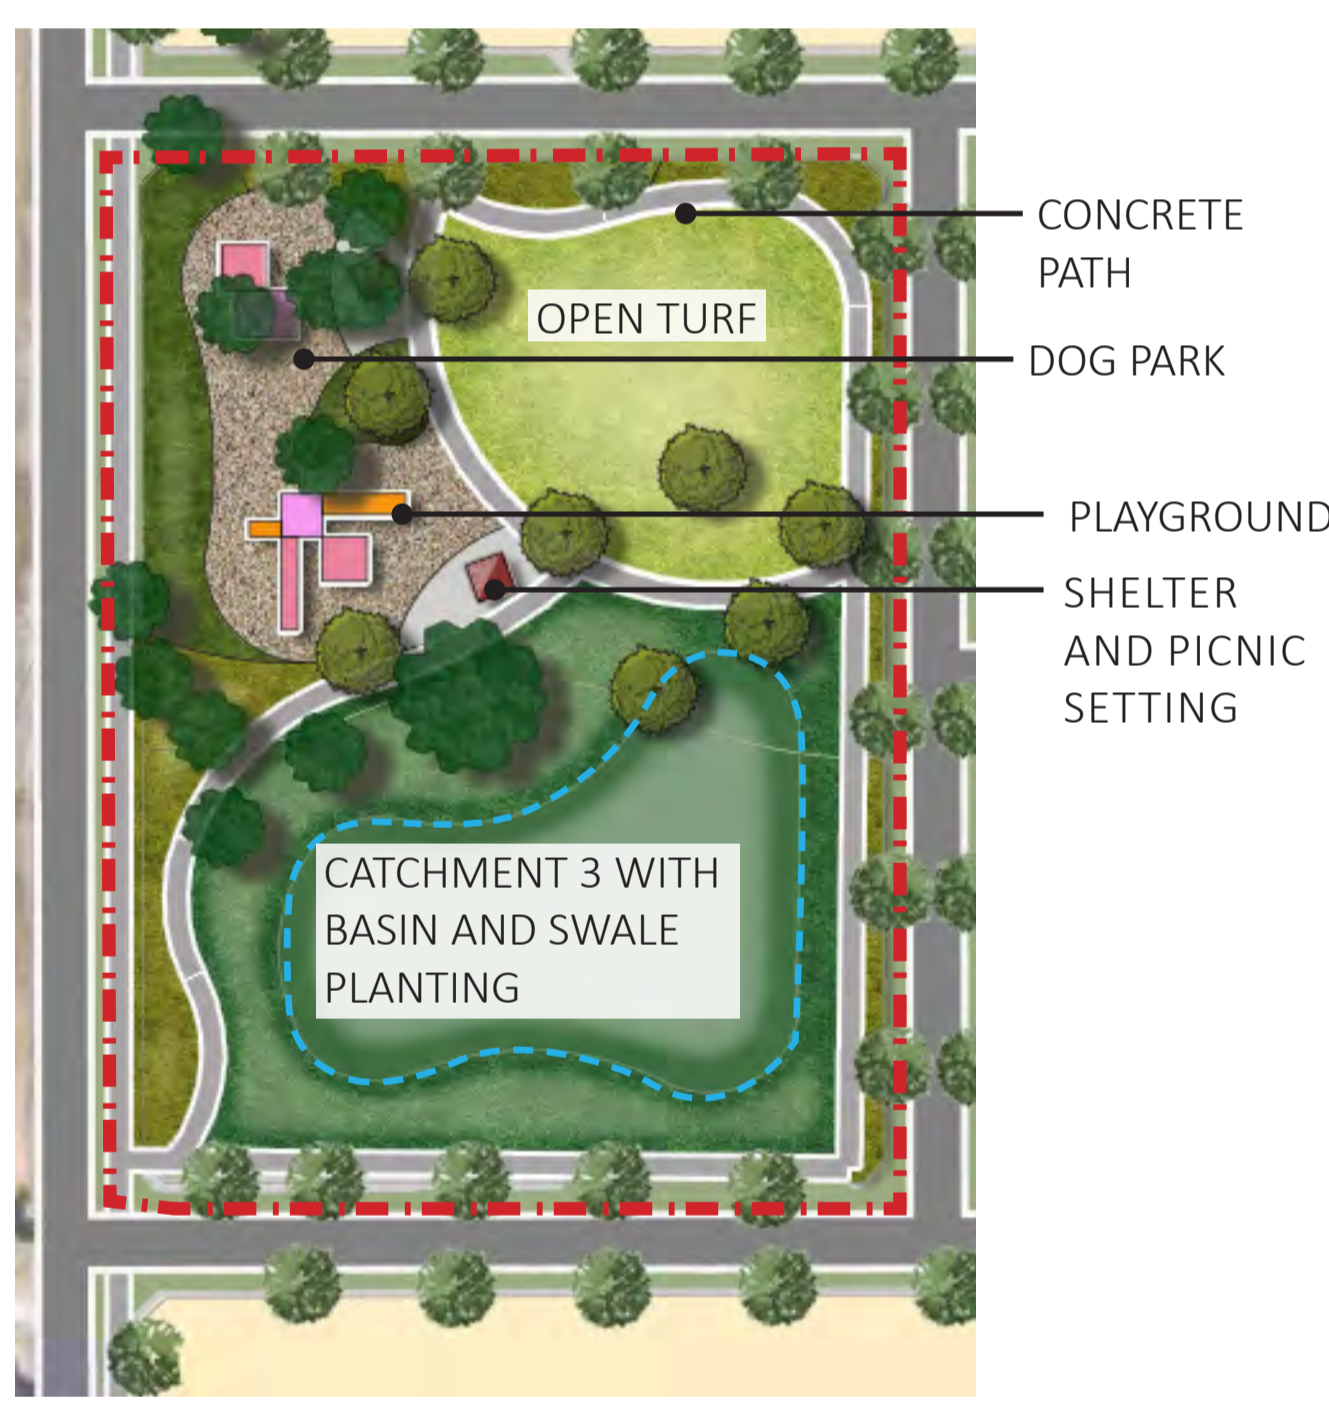 CONCRETE
PATH
OPEN TURF
DOG PARK
PLAYGROUND
SHELTER
AND PICNIC
SETTING
CATCHMENT 3 WITH
BASIN AND SWALE
PLANTING